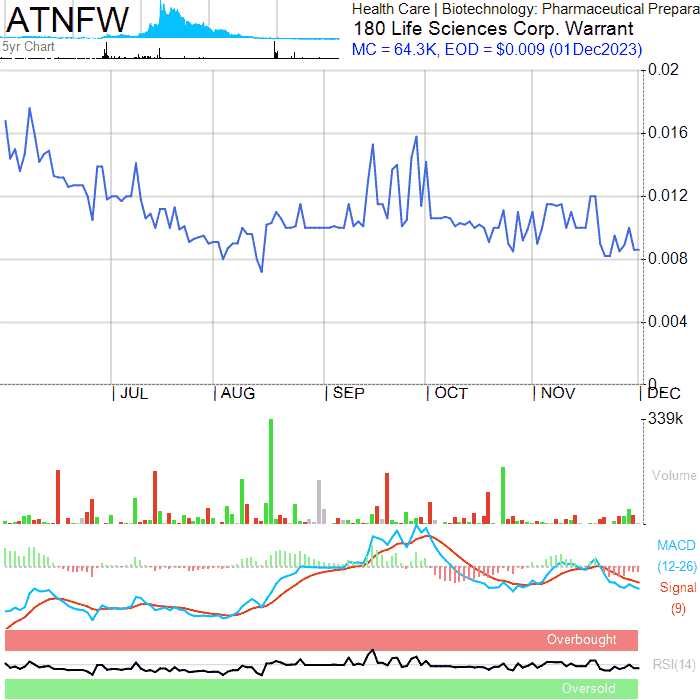 ATNFW
5yr Chart
Health Care | Biotechnology: Pharmaceutical Prepara
180 Life Sciences Corp. Warrant
MC = 64.3K, EOD = $0.009 (01Dec2023)
0.02
0.016
0.012
0.008
0.004
0
JUL
AUG
SEP
OCT
NOV
DEC
339k
Volume
MACD
(12-26)
Signal
(9)
Overbought
RSI(14)
Oversold